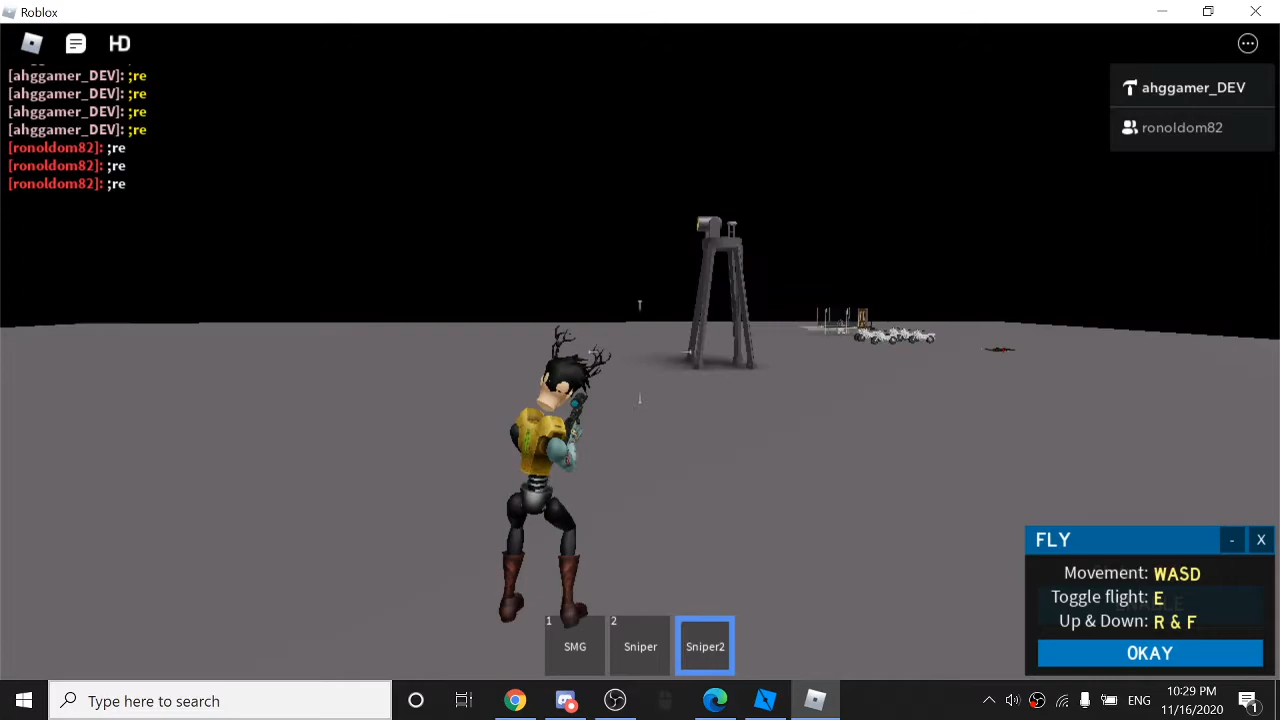 Roblox
HD
[ahggamer_DEV]: ;re
[ahggamer_DEV]: ;re
[ahggamer_DEV]: ;re
[ahggamer_DEV]: ;re
[ronoldom82]: ;re
[ronoldom82]: ;re
[ronoldom82]: ;re
ahggamer_DEV
ronoldom82
FLY
- X
Movement: WASD
Toggle flight: E
Up & Down: R & F
OKAY
1 SMG
2 Sniper
Sniper2
Type here to search
ENG
10:29 PM
11/16/2020
1